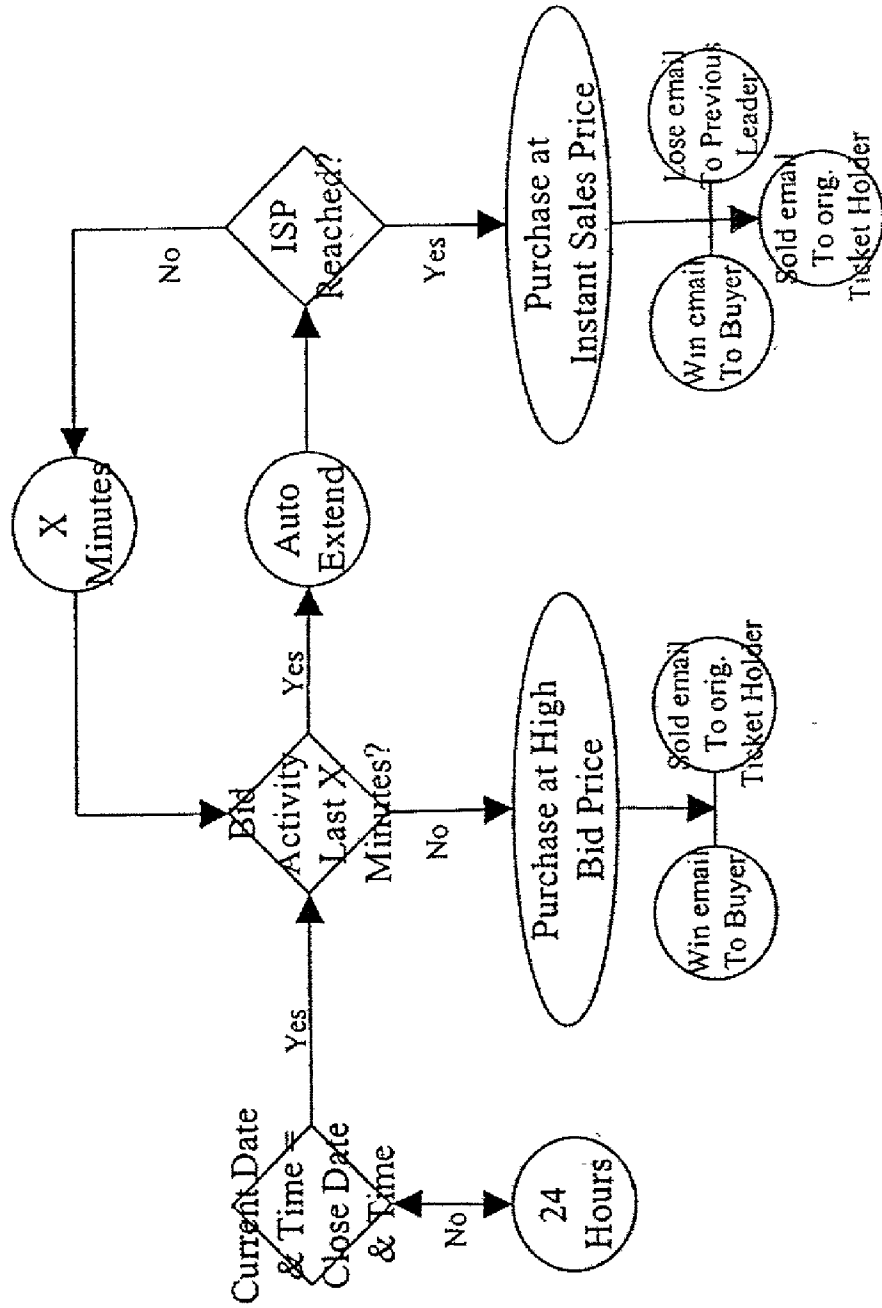 Current Date
& Time =
Close Date
& Time
Yes
No
24
Hours
Bid
Activity
Last X
Minutes?
Yes
No
X
Minutes
Auto
Extend
No
ISP
Reached?
Yes
Purchase at High
Bid Price
Win email
To Buyer
Sold email
To orig.
Ticket Holder
Purchase at
Instant Sales Price
Win email
To Buyer
Lose email
To Previous
Leader
Sold email
To orig.
Ticket Holder